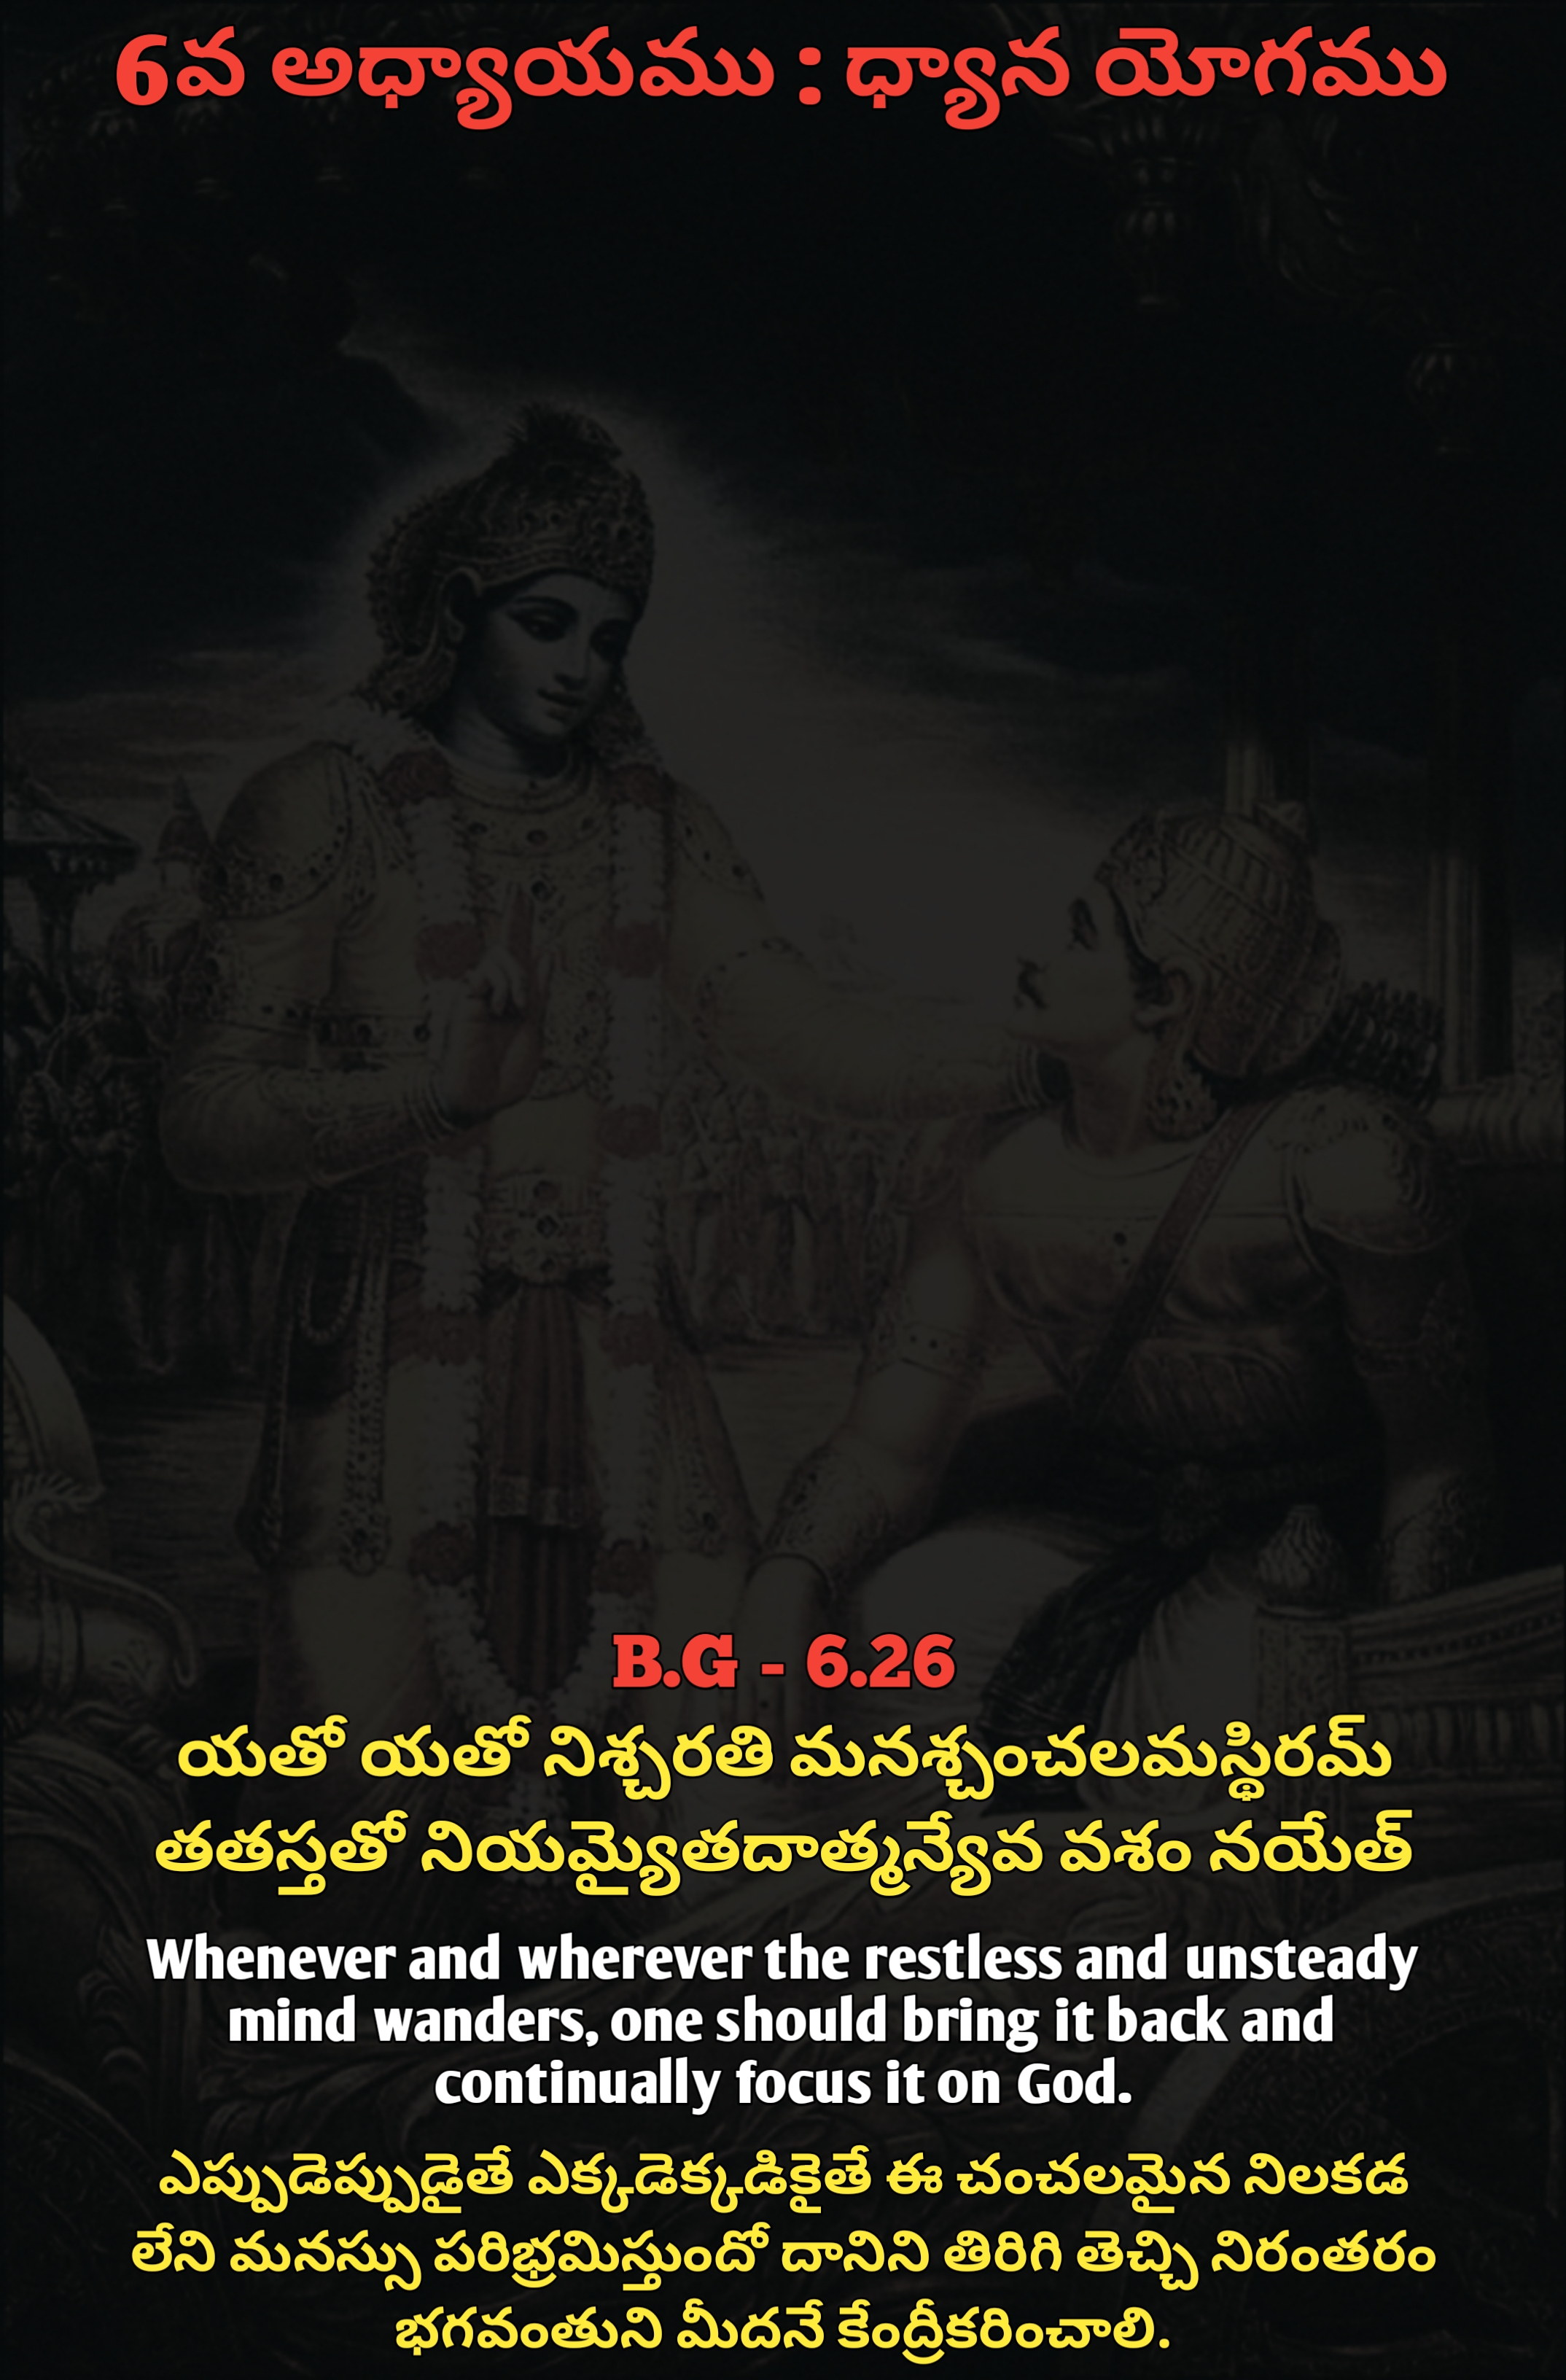 6వ అధ్యాయము : ధ్యాన యోగము
B.G - 6.26
యతో యతో నిశ్చరతి మనశ్చంచలమస్థిరమ్
తతస్తతో నియమ్యైతదాత్మన్యేవ వశం నయేత్
Whenever and wherever the restless and unsteady
mind wanders, one should bring it back and
continually focus it on God.
ఎప్పుడెప్పుడైతే ఎక్కడెక్కడికైతే ఈ చంచలమైన నిలకడ
లేని మనస్సు పరిభ్రమిస్తుందో దానిని తిరిగి తెచ్చి నిరంతరం
భగవంతుని మీదనే కేంద్రీకరించాలి.